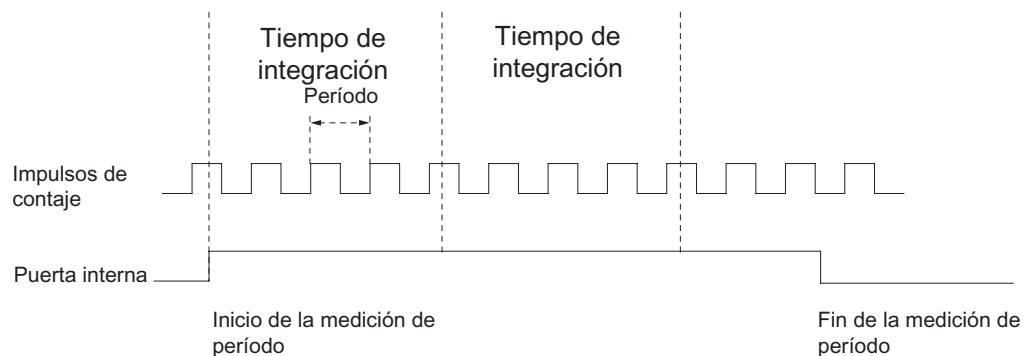 Tiempo de
integración
Tiempo de
integración
Período
Impulsos de
contaje
Puerta interna
Inicio de la medición de
período
Fin de la medición de
período